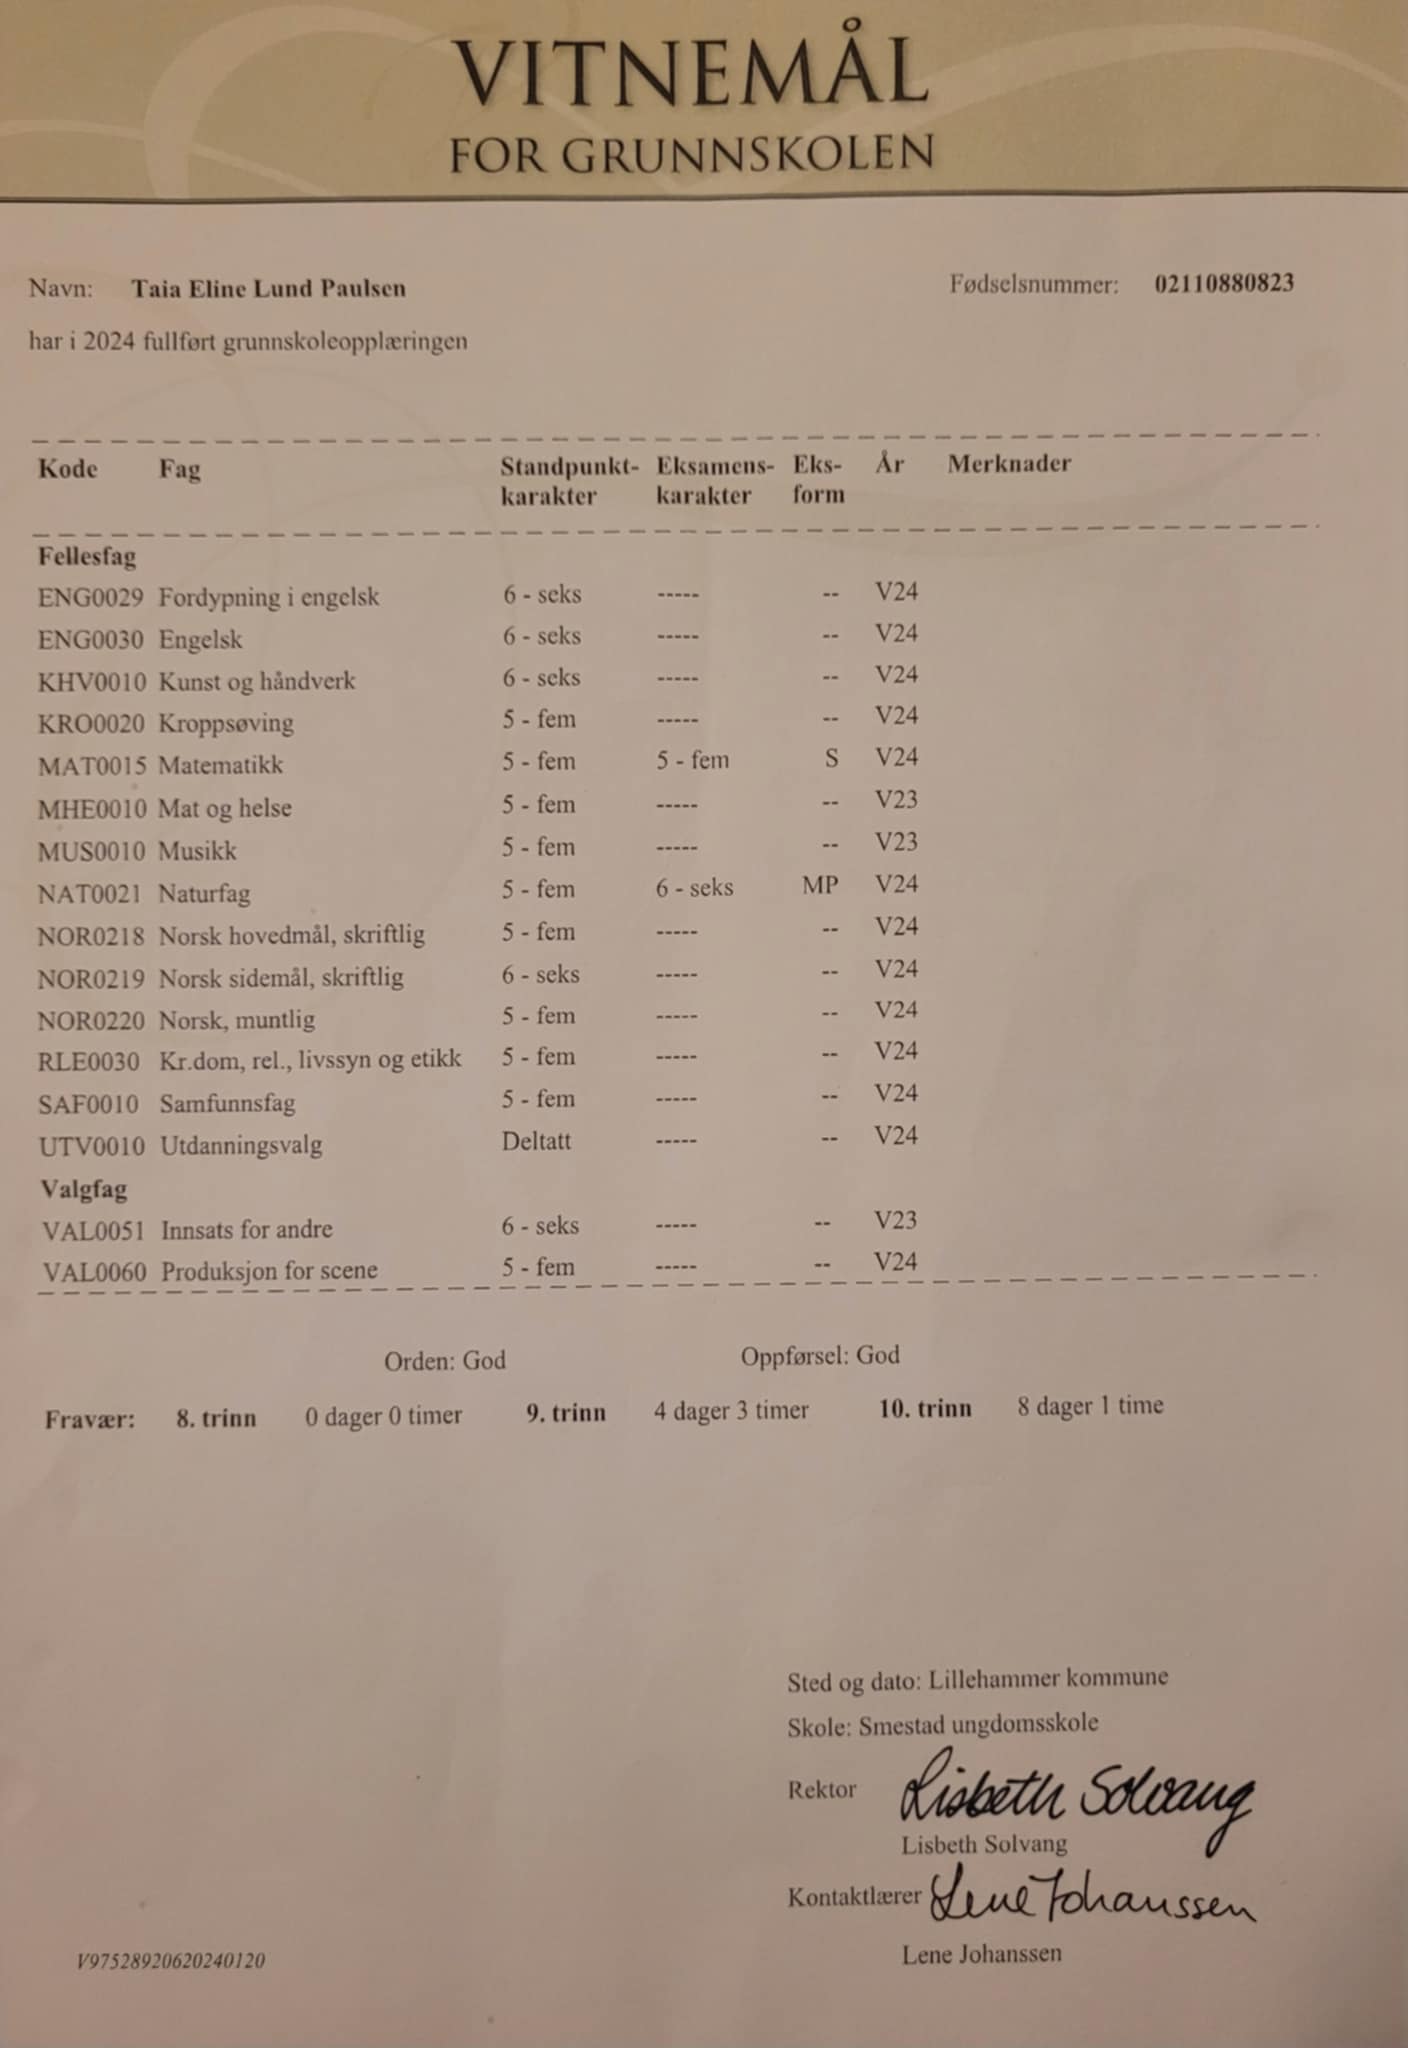 VITNEMÅL
FOR GRUNNSKOLEN
Navn: Taia Eline Lund Paulsen Fødselsnummer: 02110880823
har i 2024 fullført grunnskoleopplæringen
Kode Fag Standpunkt- Eksamens- Eks- År Merknader
karakter karakter form
Fellesfag
ENG0029 Fordypning i engelsk 6 - seks ----- -- V24
ENG0030 Engelsk 6 - seks ----- -- V24
KHV0010 Kunst og håndverk 6 - seks ----- -- V24
KRO0020 Kroppsøving 5 - fem ----- -- V24
MAT0015 Matematikk 5 - fem 5 - fem S V24
MHE0010 Mat og helse 5 - fem ----- -- V23
MUS0010 Musikk 5 - fem ----- -- V23
NAT0021 Naturfag 5 - fem 6 - seks MP V24
NOR0218 Norsk hovedmål, skriftlig 5 - fem ----- -- V24
NOR0219 Norsk sidemål, skriftlig 6 - seks ----- -- V24
NOR0220 Norsk, muntlig 5 - fem ----- -- V24
RLE0030 Kr.dom, rel., livssyn og etikk 5 - fem ----- -- V24
SAF0010 Samfunnsfag 5 - fem ----- -- V24
UTV0010 Utdanningsvalg Deltatt ----- -- V24
Valgfag
VAL0051 Innsats for andre 6 - seks ----- -- V23
VAL0060 Produksjon for scene 5 - fem ----- -- V24
Orden: God Oppførsel: God
Fravær: 8. trinn 0 dager 0 timer 9. trinn 4 dager 3 timer 10. trinn 8 dager 1 time
Sted og dato: Lillehammer kommune
Skole: Smestad ungdomsskole
Rektor Lisbeth Solvang
Lisbeth Solvang
Kontaktlærer Lene Johanssen
Lene Johanssen
V97528920620240120